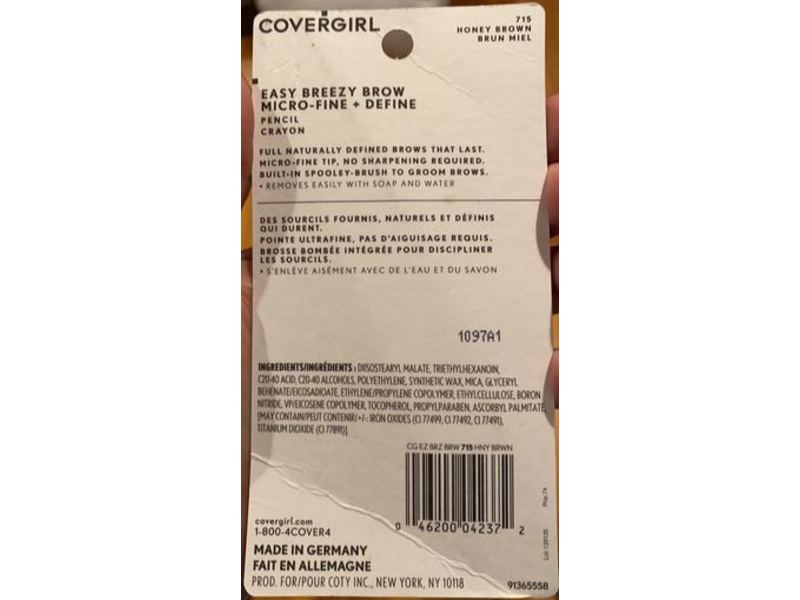 COVERGIRL
715
HONEY BROWN
BRUN MIEL
EASY BREEZY BROW
MICRO-FINE + DEFINE
PENCIL
CRAYON
FULL NATURALLY DEFINED BROWS THAT LAST.
MICRO-FINE TIP, NO SHARPENING REQUIRED.
BUILT-IN SPOOLEY-BRUSH TO GROOM BROWS.
• REMOVES EASILY WITH SOAP AND WATER
DES SOURCILS FOURNIS, NATURELS ET DÉFINIS
QUI DURENT.
POINTE ULTRAFINE, PAS D'AIGUISAGE REQUIS.
BROSSE BOMBÉE INTÉGRÉE POUR DISCIPLINER
LES SOURCILS.
• S'ENLÈVE AISÉMENT AVEC DE L'EAU ET DU SAVON
1097A1
INGREDIENTS/INGRÉDIENTS : DIISOSTEARYL MALATE, TRIETHYLHEXANOIN,
C20-40 ACID, C20-40 ALCOHOLS, POLYETHYLENE, SYNTHETIC WAX, MICA, GLYCERYL
BEHENATE/EICOSADIOATE, ETHYLENE/PROPYLENE COPOLYMER, ETHYLCELLULOSE, BORON
NITRIDE, VP/EICOSENE COPOLYMER, TOCOPHEROL, PROPYLPARABEN, ASCORBYL PALMITATE,
[MAY CONTAIN/PEUT CONTENIR/+/-: IRON OXIDES (CI 77499, CI 77492, CI 77491),
TITANIUM DIOXIDE (CI 77891)].
CG EZ BRZ BRW 715 HNY BRWN
0 46200 04237 2
covergirl.com
1-800-4COVER4
MADE IN GERMANY
FAIT EN ALLEMAGNE
PROD. FOR/POUR COTY INC., NEW YORK, NY 10118
91365558